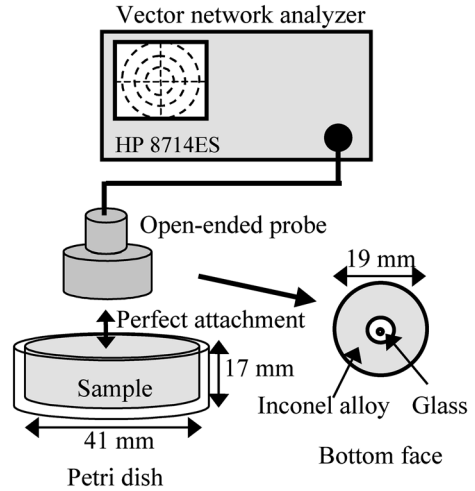 Vector network analyzer
HP 8714ES
Open-ended probe
19 mm
Perfect attachment
Sample
17 mm
Inconel alloy
Glass
41 mm
Bottom face
Petri dish